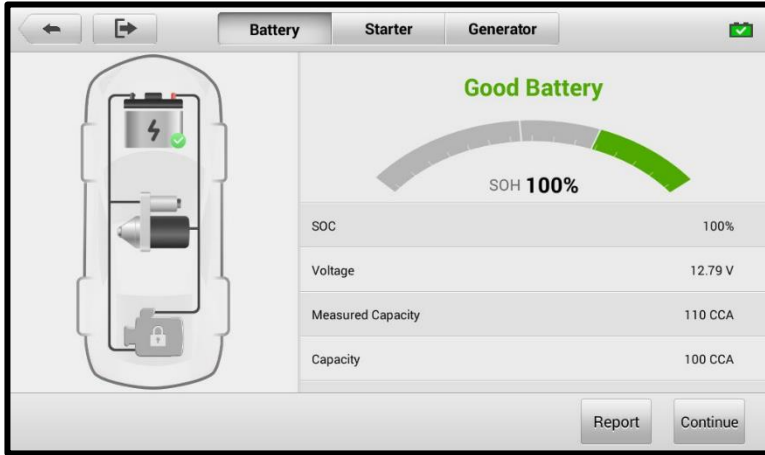 Battery Starter Generator
Good Battery
SOH 100%
SOC 100%
Voltage 12.79 V
Measured Capacity 110 CCA
Capacity 100 CCA
Report Continue